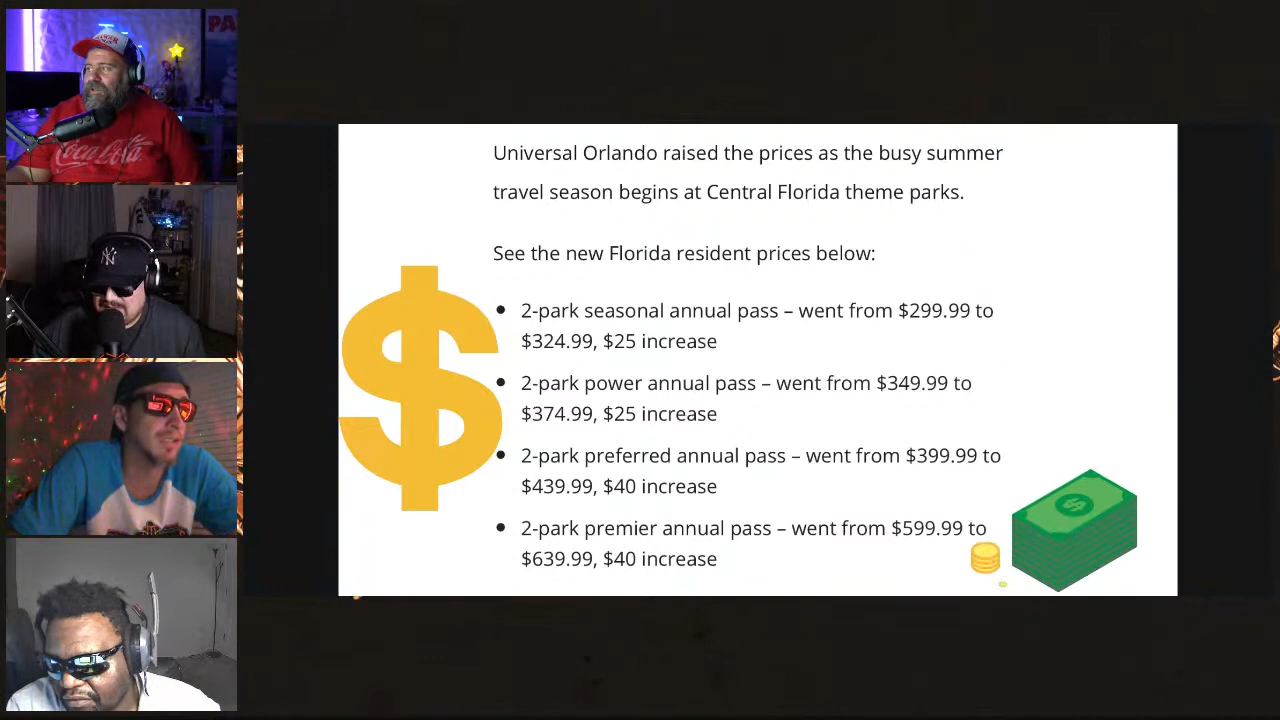 PA
Coca-Cola
NY
Universal Orlando raised the prices as the busy summer
travel season begins at Central Florida theme parks.
See the new Florida resident prices below:
• 2-park seasonal annual pass – went from $299.99 to
$324.99, $25 increase
• 2-park power annual pass – went from $349.99 to
$374.99, $25 increase
• 2-park preferred annual pass – went from $399.99 to
$439.99, $40 increase
• 2-park premier annual pass – went from $599.99 to
$639.99, $40 increase
$
$